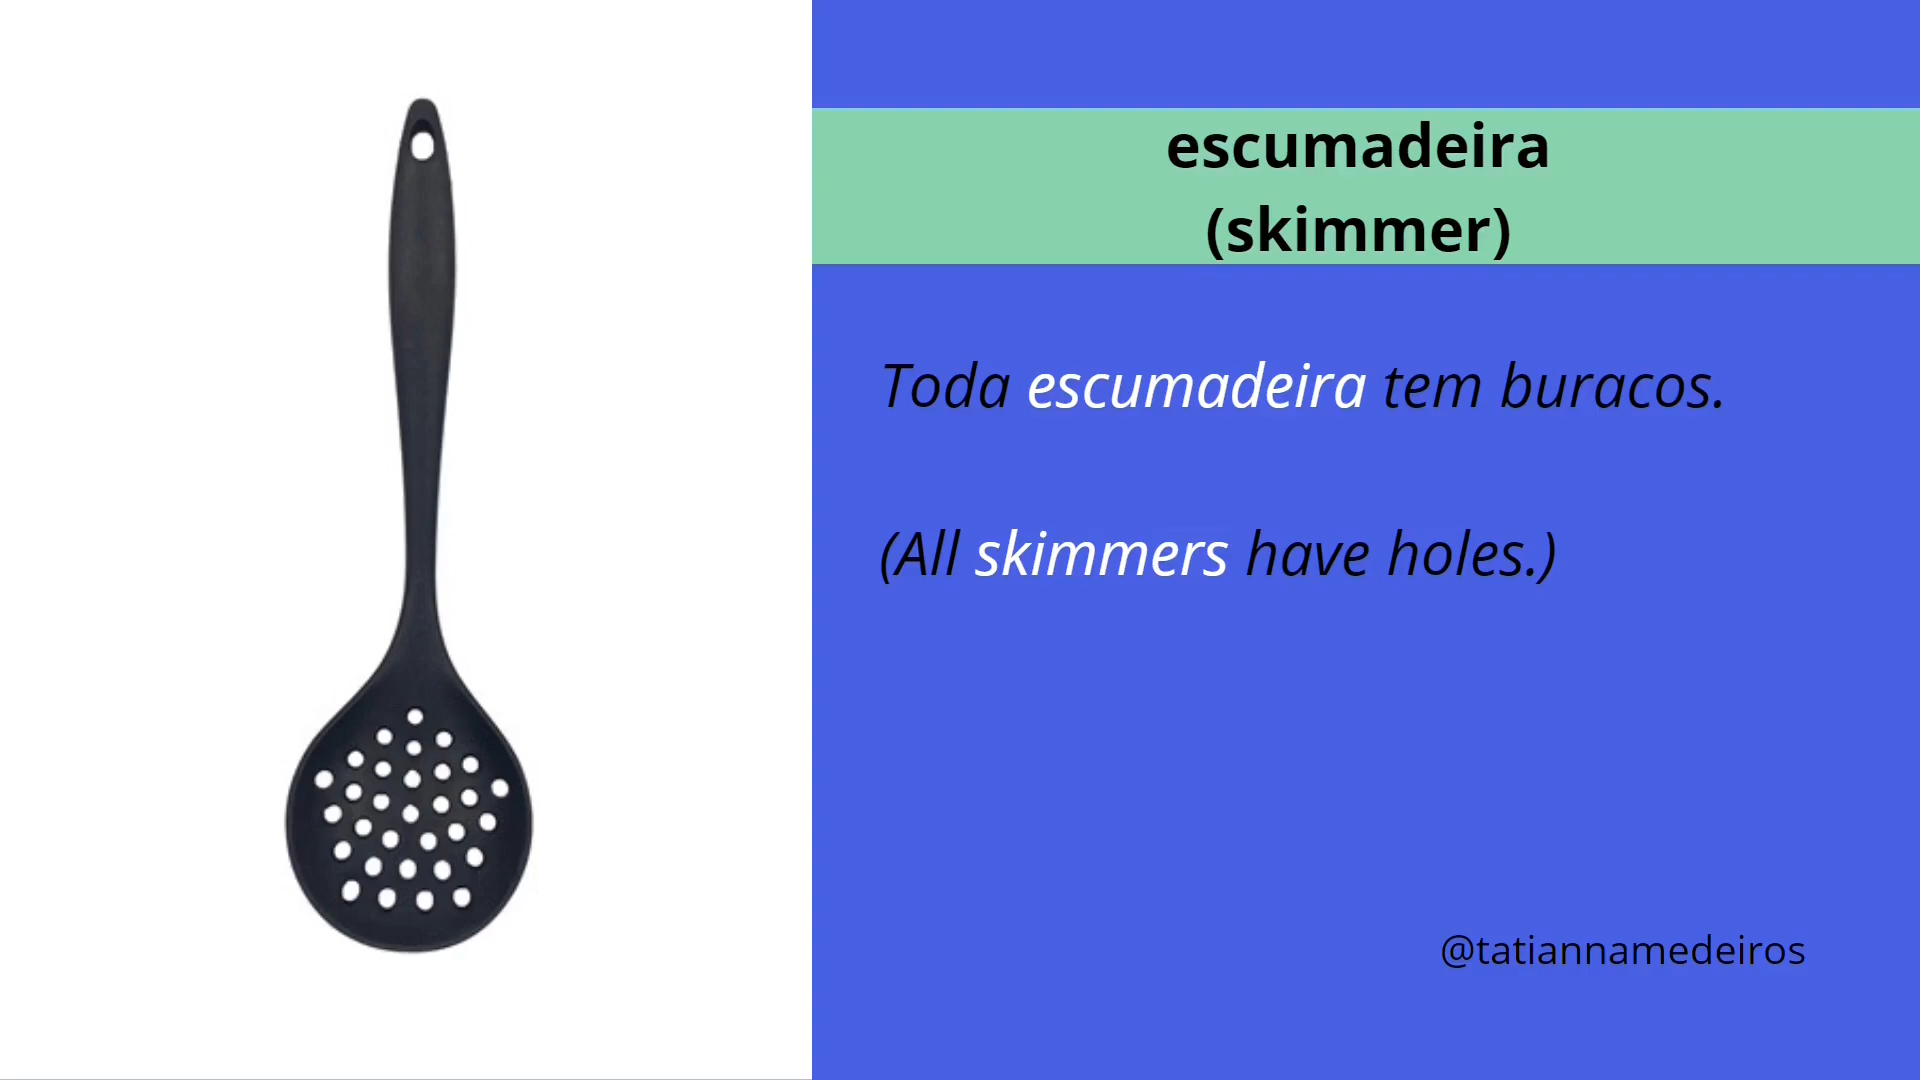 escumadeira
(skimmer)
Toda escumadeira tem buracos.
(All skimmers have holes.)
@tatiannamedeiros